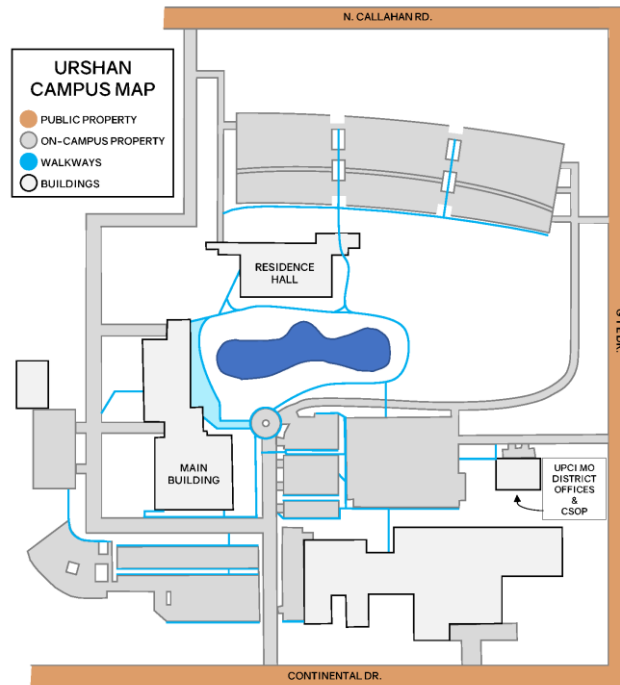 N. CALLAHAN RD.
URSHAN
CAMPUS MAP
PUBLIC PROPERTY
ON-CAMPUS PROPERTY
WALKWAYS
BUILDINGS
RESIDENCE
HALL
MAIN
BUILDING
UPCI MO
DISTRICT
OFFICES
&
CSOP
CONTINENTAL DR.